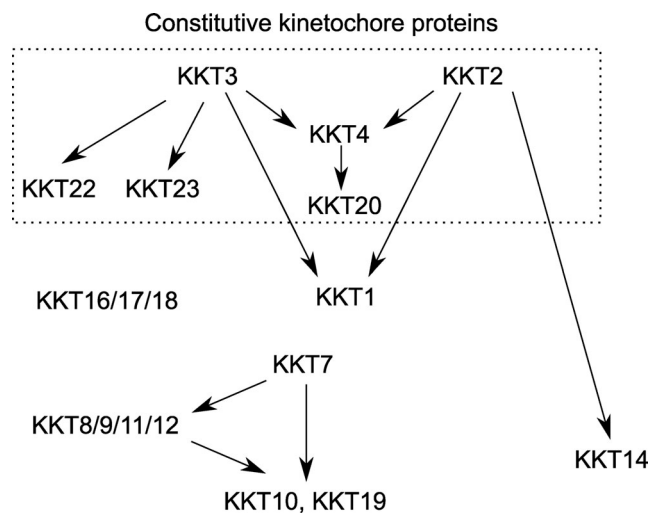 Constitutive kinetochore proteins
KKT3
KKT2
KKT4
KKT22
KKT23
KKT20
KKT16/17/18
KKT1
KKT7
KKT8/9/11/12
KKT14
KKT10, KKT19